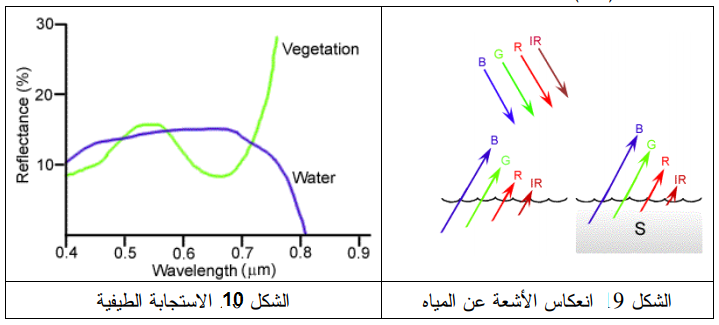 30
20
10
Reflectance (%)
Vegetation
Water
0.4 0.5 0.6 0.7 0.8 0.9
Wavelength (μm)
B G R IR
B G R IR
B G R IR
S
الشكل 10. الاستجابة الطيفية
الشكل 9. انعكاس الأشعة عن المياه